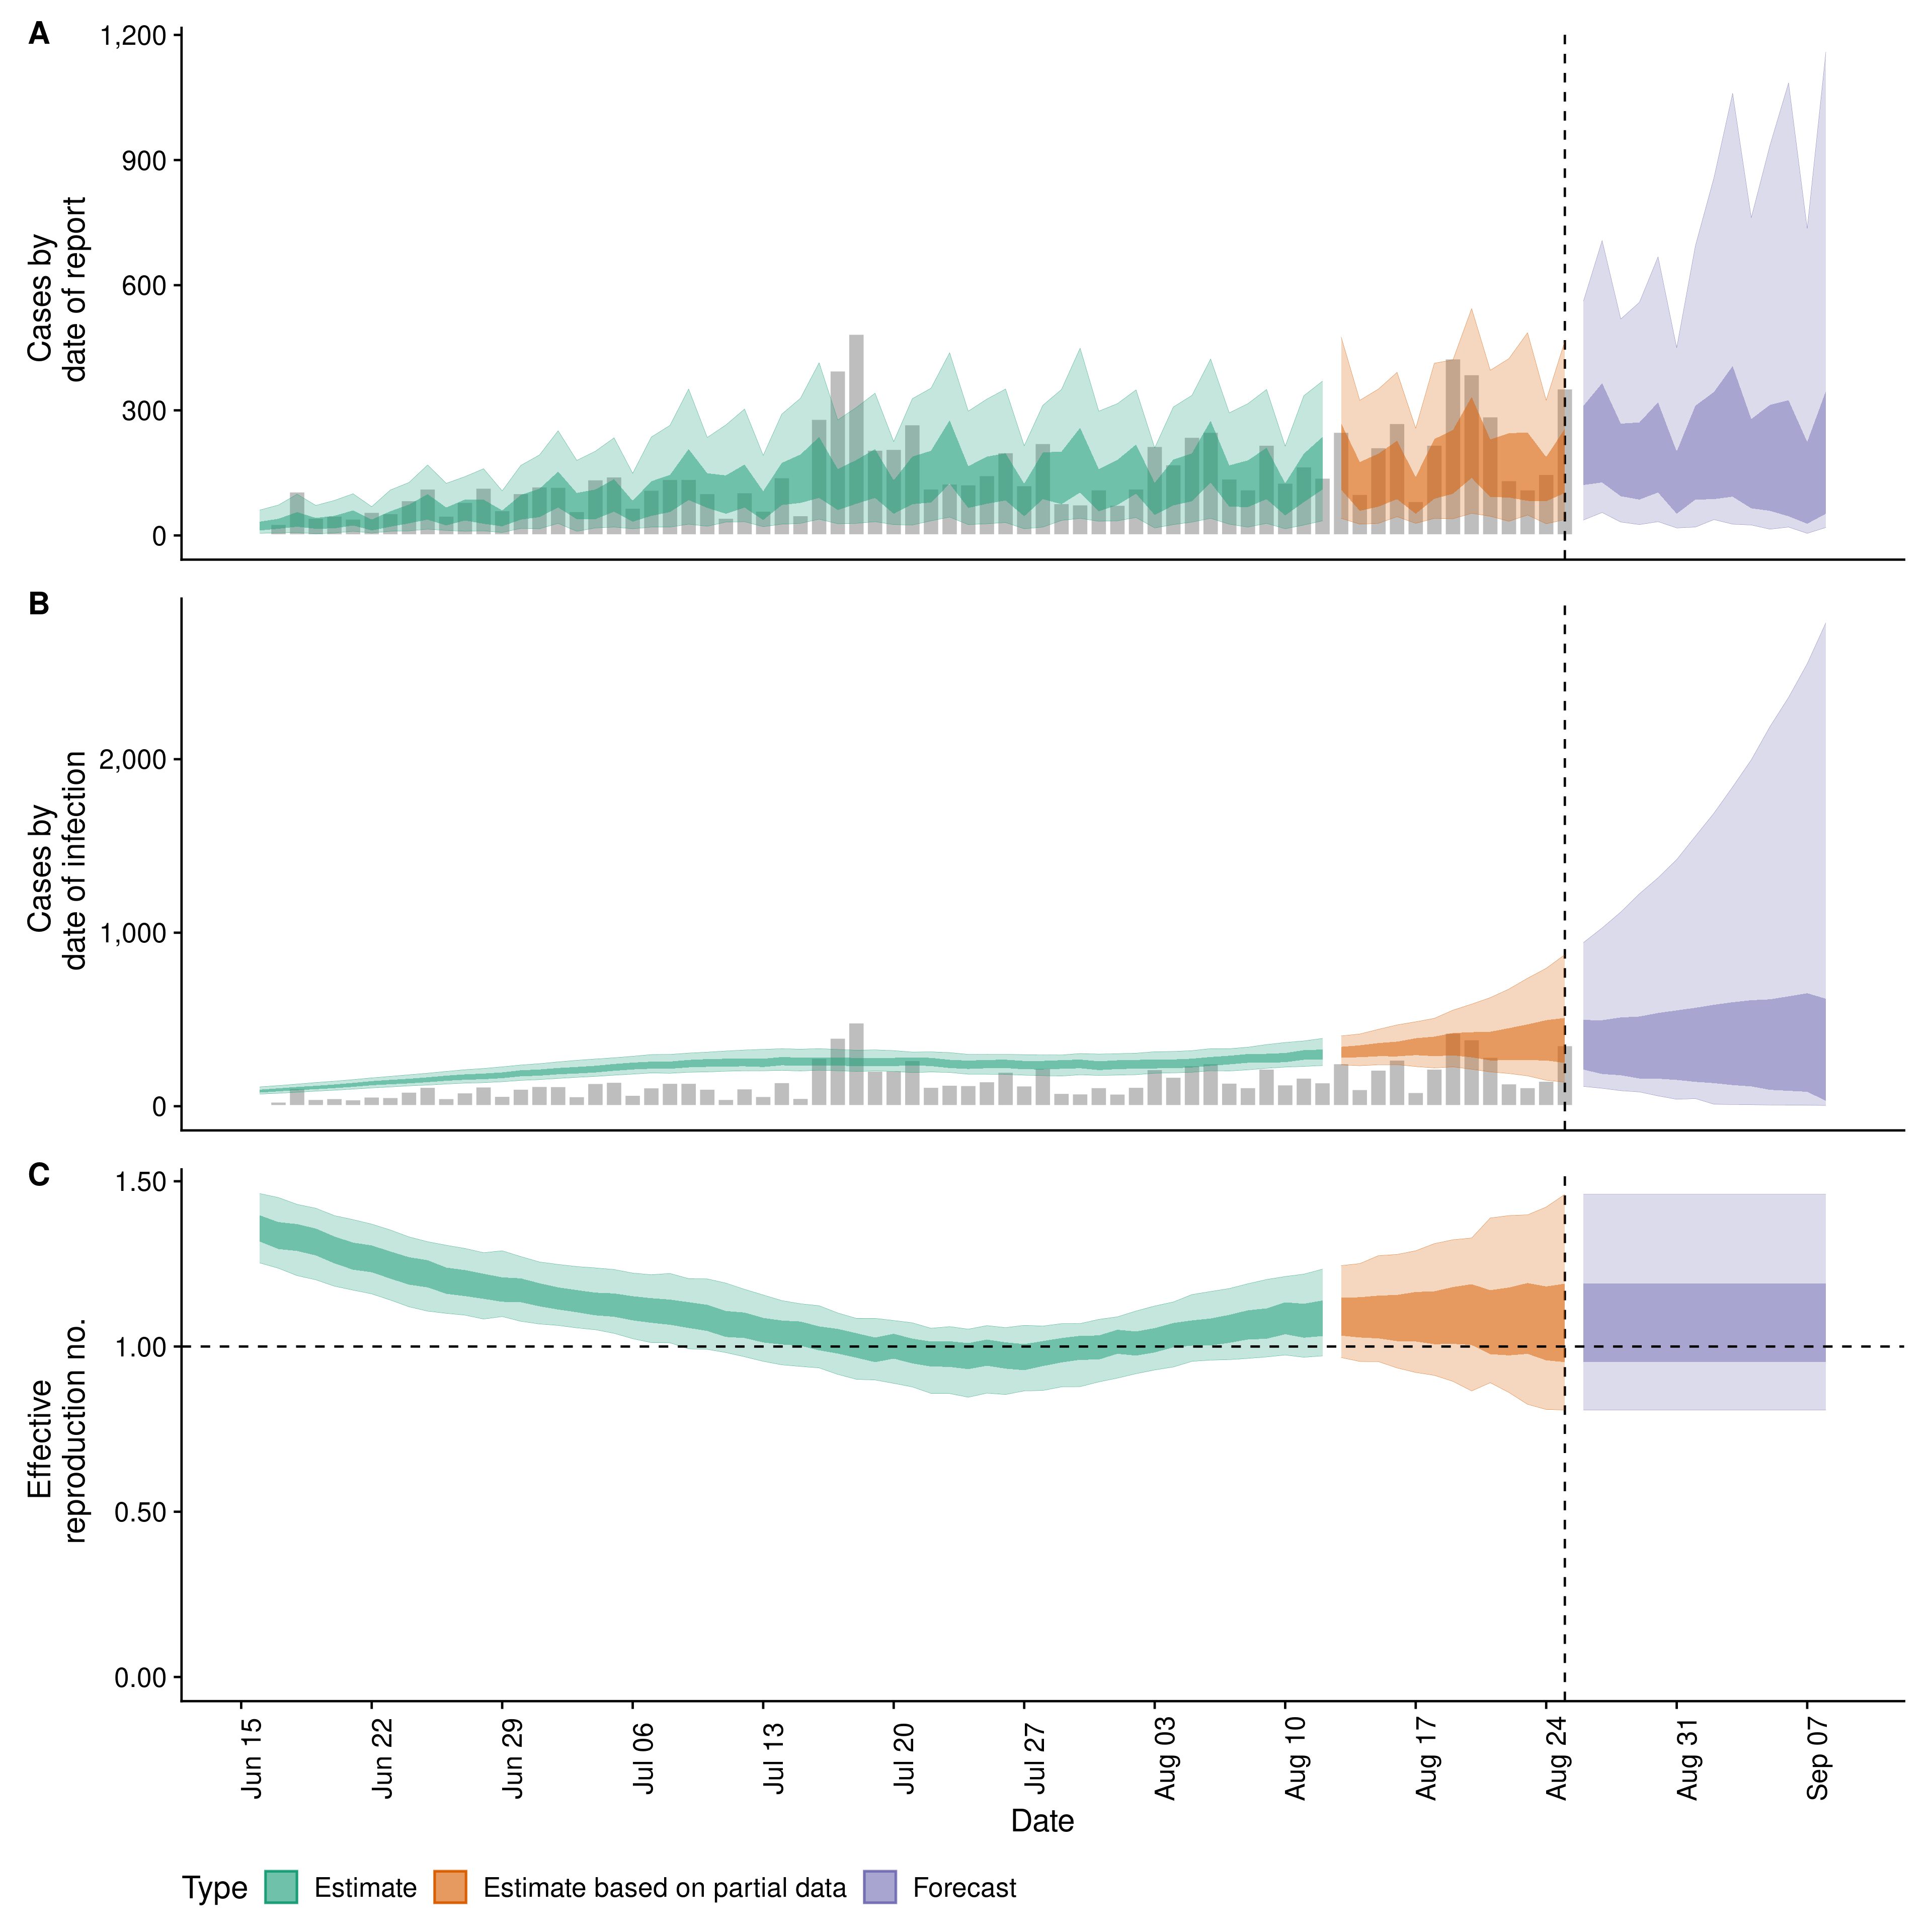 A
1,200
900
600
300
0
Cases by
date of report
B
2,000
1,000
0
Cases by
date of infection
C
1.50
1.00
0.50
0.00
Effective
reproduction no.
Jun 15
Jun 22
Jun 29
Jul 06
Jul 13
Jul 20
Jul 27
Aug 03
Aug 10
Aug 17
Aug 24
Aug 31
Sep 07
Date
Type Estimate Estimate based on partial data Forecast